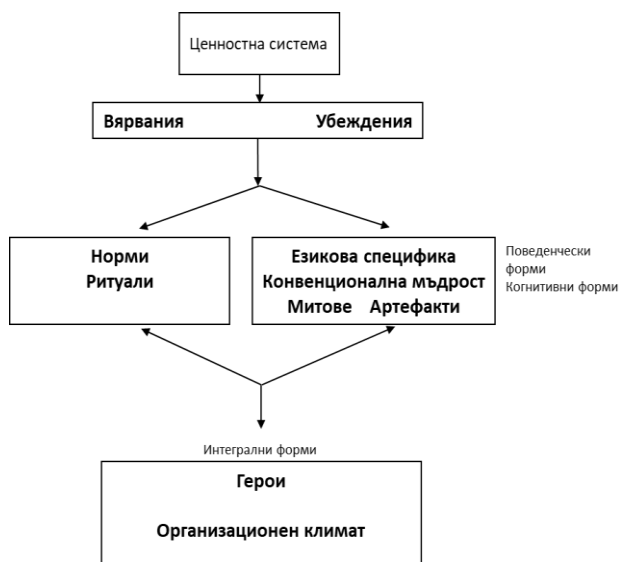 Ценностна система
Вярвания Убеждения
Норми
Ритуали
Езикова специфика
Конвенционална мъдрост
Митове Артефакти
Поведенчески
форми
Когнитивни форми
Интегрални форми
Герои
Организационен климат